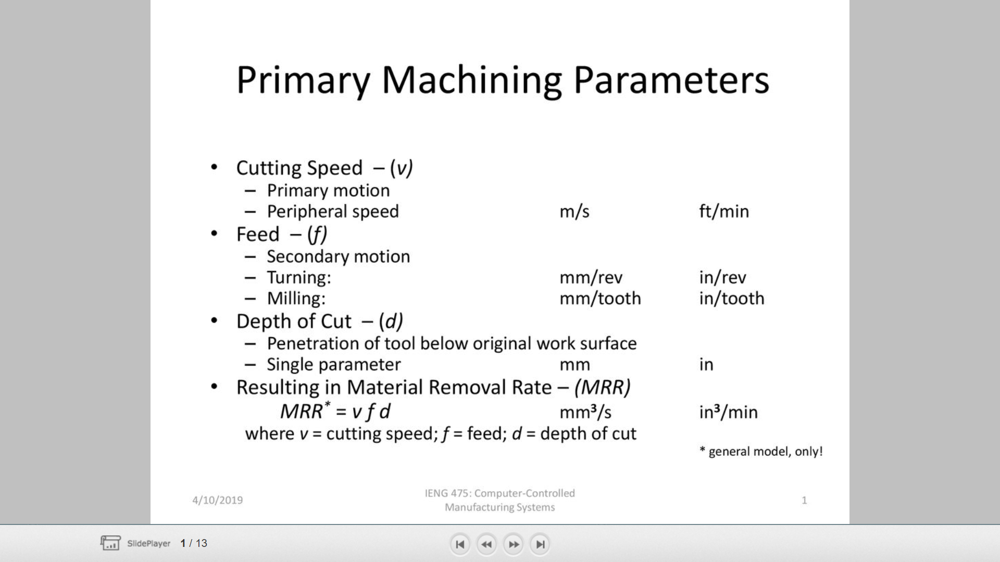 Primary Machining Parameters
• Cutting Speed – (v)
– Primary motion
– Peripheral speed m/s ft/min
• Feed – (f)
– Secondary motion
– Turning: mm/rev in/rev
– Milling: mm/tooth in/tooth
• Depth of Cut – (d)
– Penetration of tool below original work surface
– Single parameter mm in
• Resulting in Material Removal Rate – (MRR)
MRR* = v f d mm³/s in³/min
where v = cutting speed; f = feed; d = depth of cut
* general model, only!
4/10/2019
IENG 475: Computer-Controlled
Manufacturing Systems
1
SlidePlayer 1 / 13